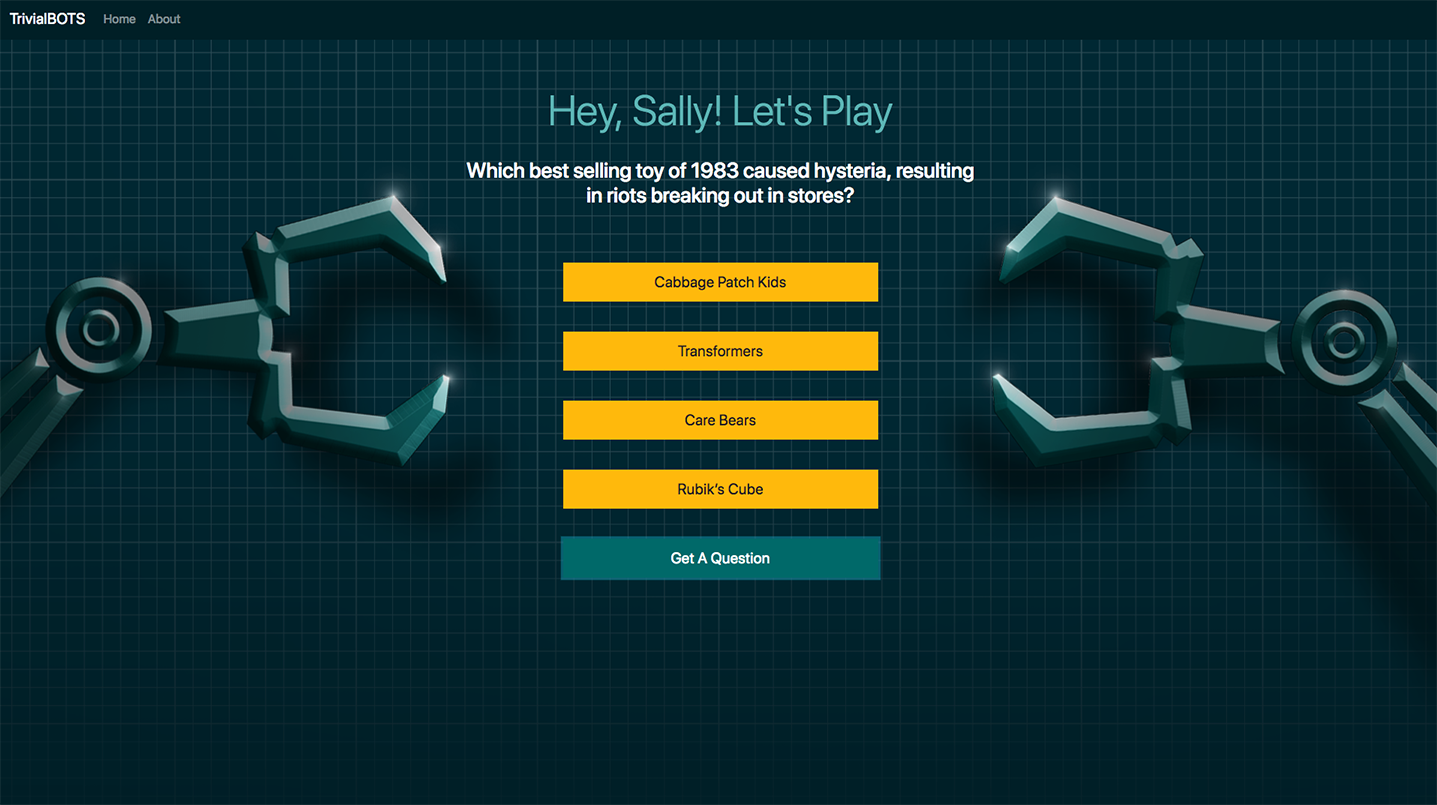 TrivialBOTS Home About
Hey, Sally! Let's Play
Which best selling toy of 1983 caused hysteria, resulting
in riots breaking out in stores?
Cabbage Patch Kids
Transformers
Care Bears
Rubik’s Cube
Get A Question